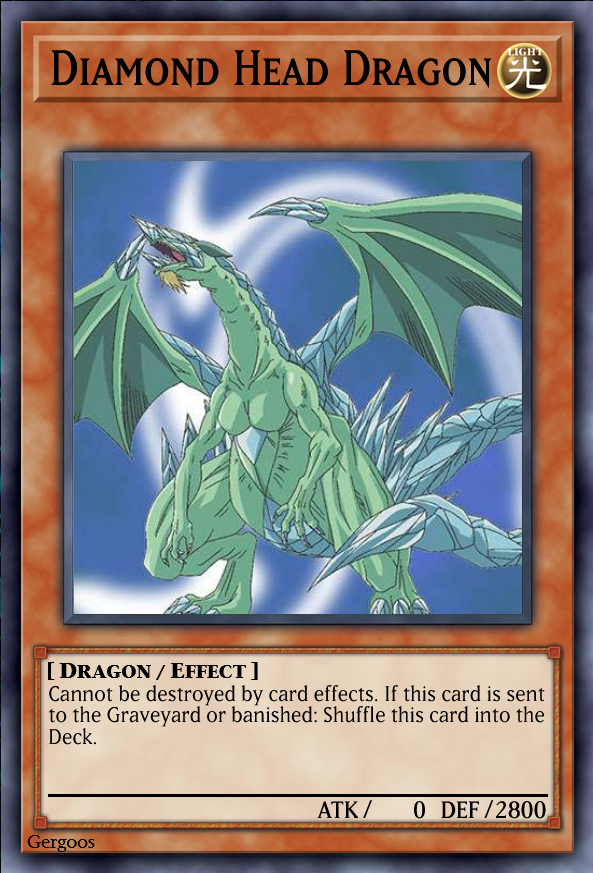 Diamond Head Dragon
LIGHT
光
[ Dragon / Effect ]
Cannot be destroyed by card effects. If this card is sent
to the Graveyard or banished: Shuffle this card into the
Deck.
ATK / 0 DEF / 2800
Gergoos